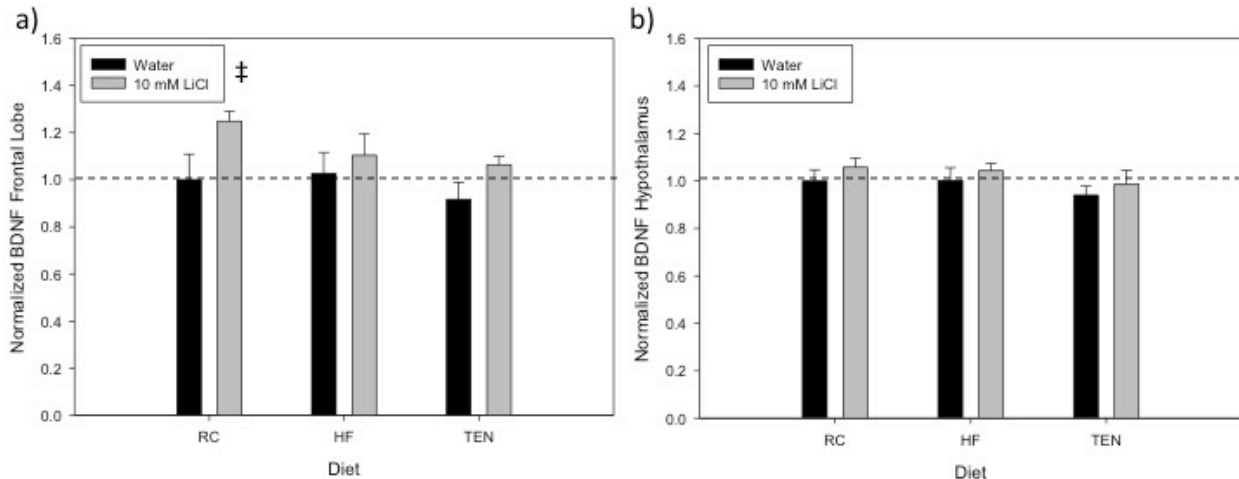 a)
1.6
1.4
1.2
1.0
0.8
0.6
0.4
0.2
0.0
Normalized BDNF Frontal Lobe
Water
10 mM LiCl
‡
RC HF TEN
Diet
b)
1.6
1.4
1.2
1.0
0.8
0.6
0.4
0.2
0.0
Normalized BDNF Hypothalamus
Water
10 mM LiCl
RC HF TEN
Diet